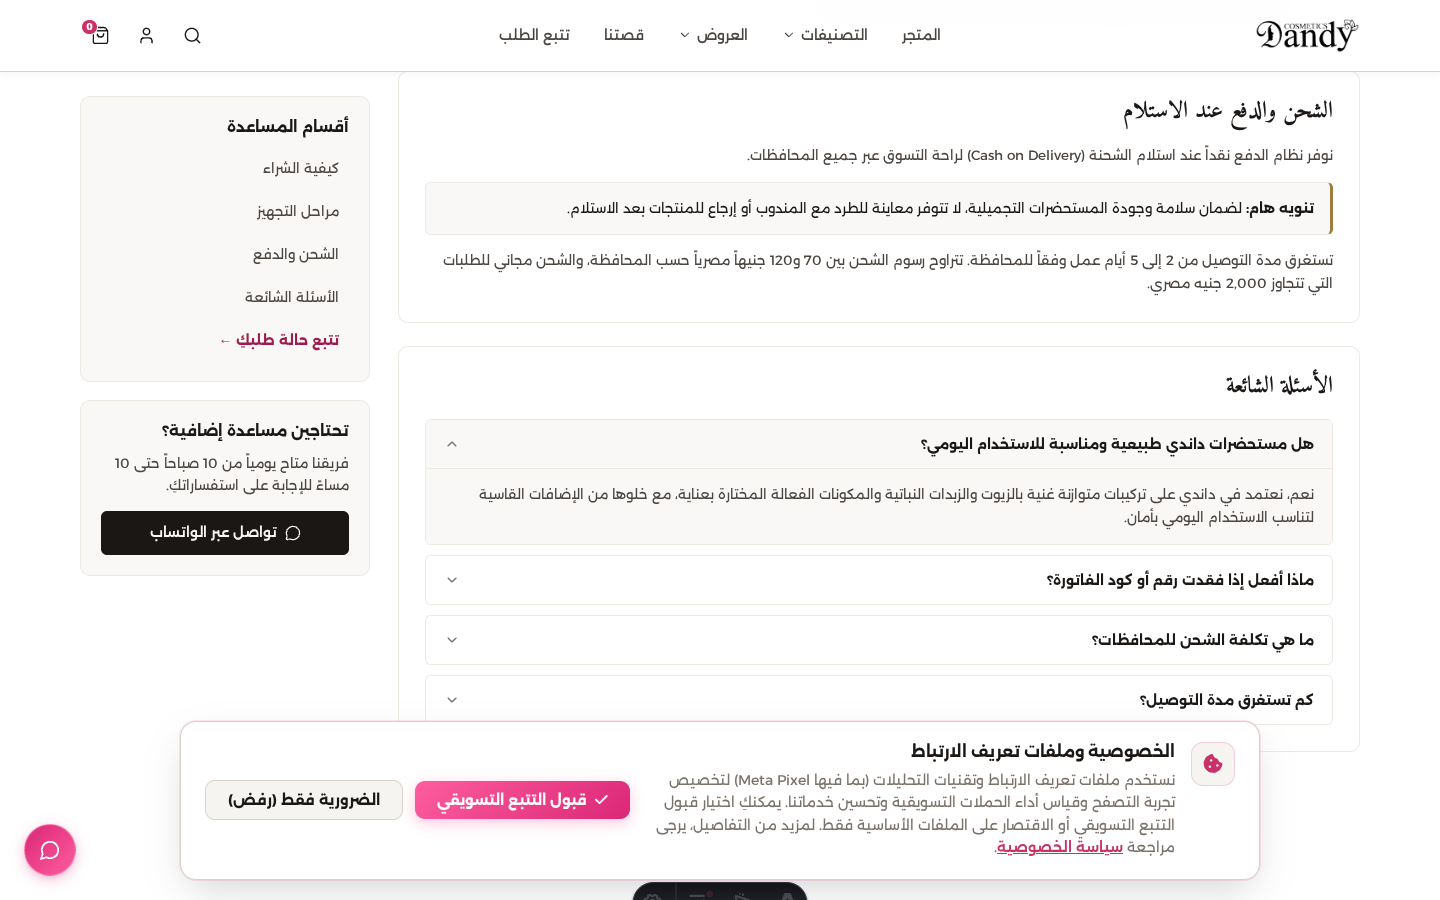 COSMETICS
Dandy
المتجر
التصنيفات
العروض
قصتنا
تتبع الطلب
0
الشحن والدفع عند الاستلام
نوفر نظام الدفع نقداً عند استلام الشحنة (Cash on Delivery) لراحة التسوق عبر جميع المحافظات.
تنويه هام: لضمان سلامة وجودة المستحضرات التجميلية، لا تتوفر معاينة للطرد مع المندوب أو إرجاع للمنتجات بعد الاستلام.
تستغرق مدة التوصيل من 2 إلى 5 أيام عمل وفقاً للمحافظة. تتراوح رسوم الشحن بين 70 و120 جنيهاً مصرياً حسب المحافظة، والشحن مجاني للطلبات
التي تتجاوز 2,000 جنيه مصري.
الأسئلة الشائعة
هل مستحضرات داندي طبيعية ومناسبة للاستخدام اليومي؟
نعم، نعتمد في داندي على تركيبات متوازنة غنية بالزيوت والزبدات النباتية والمكونات الفعالة المختارة بعناية، مع خلوها من الإضافات القاسية
لتناسب الاستخدام اليومي بأمان.
ماذا أفعل إذا فقدت رقم أو كود الفاتورة؟
ما هي تكلفة الشحن للمحافظات؟
كم تستغرق مدة التوصيل؟
أقسام المساعدة
كيفية الشراء
مراحل التجهيز
الشحن والدفع
الأسئلة الشائعة
تتبع حالة طلبكِ ←
تحتاجين مساعدة إضافية؟
فريقنا متاح يومياً من 10 صباحاً حتى 10
مساءً للإجابة على استفساراتكِ.
تواصل عبر الواتساب
الخصوصية وملفات تعريف الارتباط
نستخدم ملفات تعريف الارتباط وتقنيات التحليلات (بما فيها Meta Pixel) لتخصيص
تجربة التصفح وقياس أداء الحملات التسويقية وتحسين خدماتنا. يمكنكِ اختيار قبول
التتبع التسويقي أو الاقتصار على الملفات الأساسية فقط. لمزيد من التفاصيل، يرجى
مراجعة سياسة الخصوصية.
قبول التتبع التسويقي
الضرورية فقط (رفض)